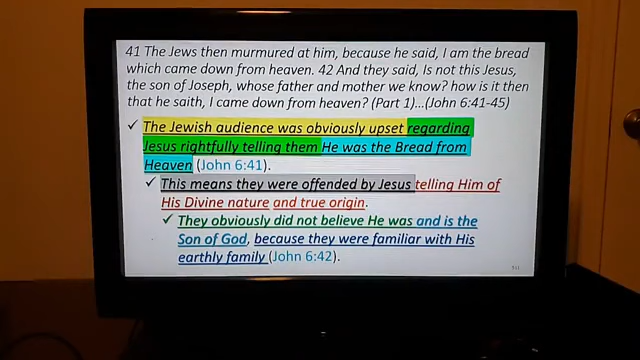 41 The Jews then murmured at him, because he said, I am the bread
which came down from heaven. 42 And they said, Is not this Jesus,
the son of Joseph, whose father and mother we know? how is it then
that he saith, I came down from heaven? (Part 1)...(John 6:41-45)
✓ The Jewish audience was obviously upset regarding
Jesus rightfully telling them He was the Bread from
Heaven (John 6:41).
✓ This means they were offended by Jesus telling Him of
His Divine nature and true origin.
✓ They obviously did not believe He was and is the
Son of God, because they were familiar with His
earthly family (John 6:42).